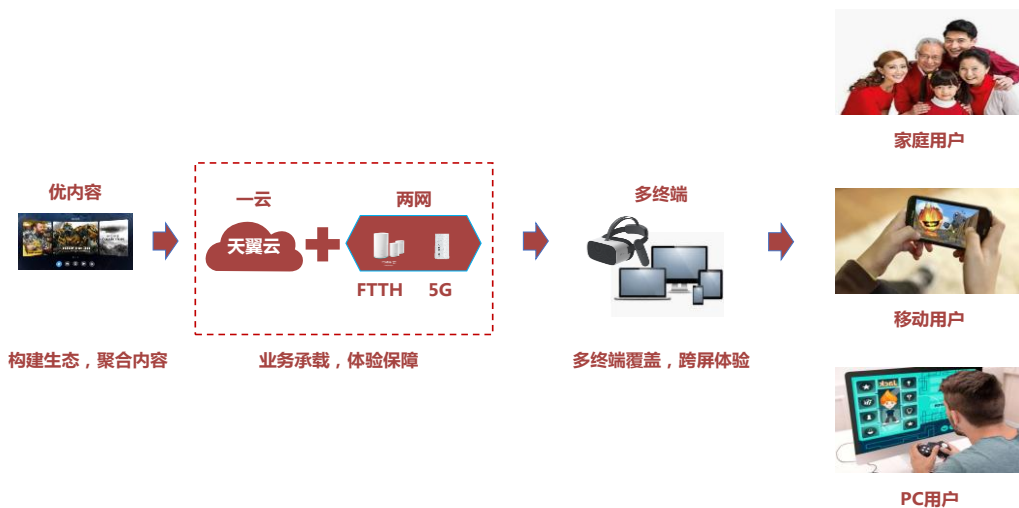 优内容
构建生态，聚合内容
一云
天翼云
两网
FTTH
5G
业务承载，体验保障
多终端
多终端覆盖，跨屏体验
家庭用户
移动用户
PC用户